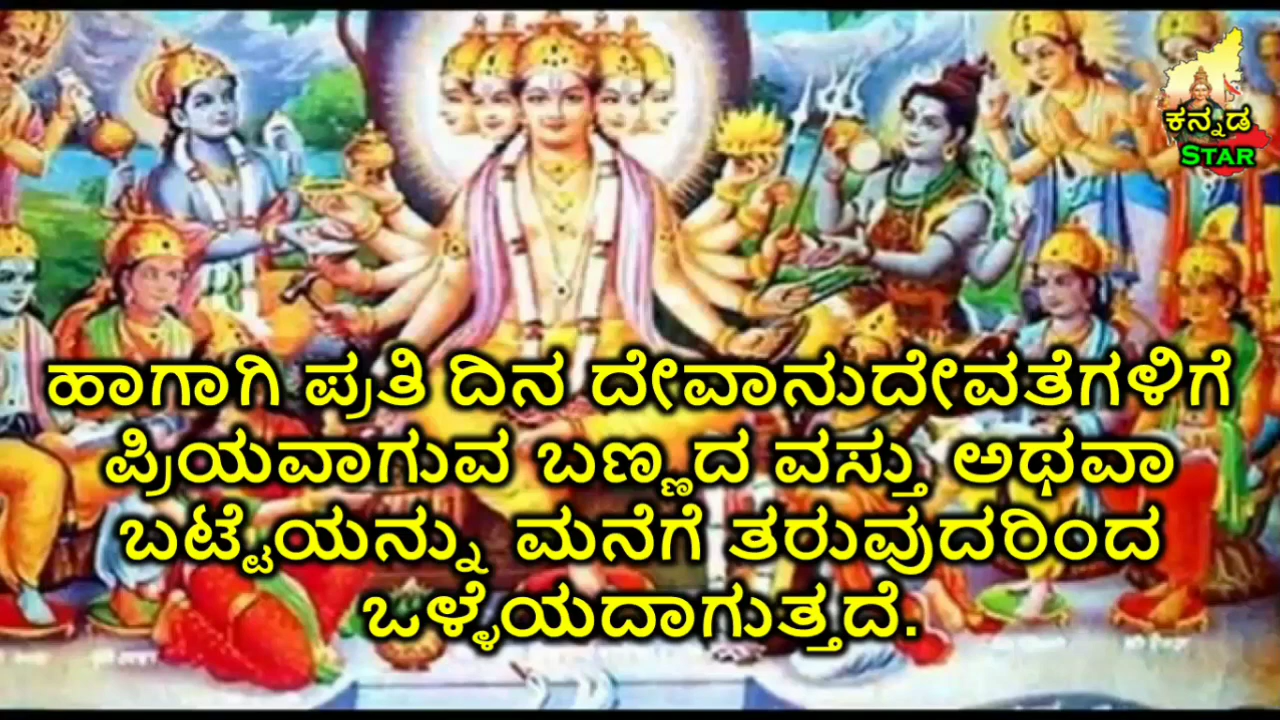 ಕನ್ನಡ
STAR
ಹಾಗಾಗಿ ಪ್ರತಿ ದಿನ ದೇವಾನುದೇವತೆಗಳಿಗೆ
ಪ್ರಿಯವಾಗುವ ಬಣ್ಣದ ವಸ್ತು ಅಥವಾ
ಬಟ್ಟೆಯನ್ನು ಮನೆಗೆ ತರುವುದರಿಂದ
ಒಳ್ಳೆಯದಾಗುತ್ತದೆ.